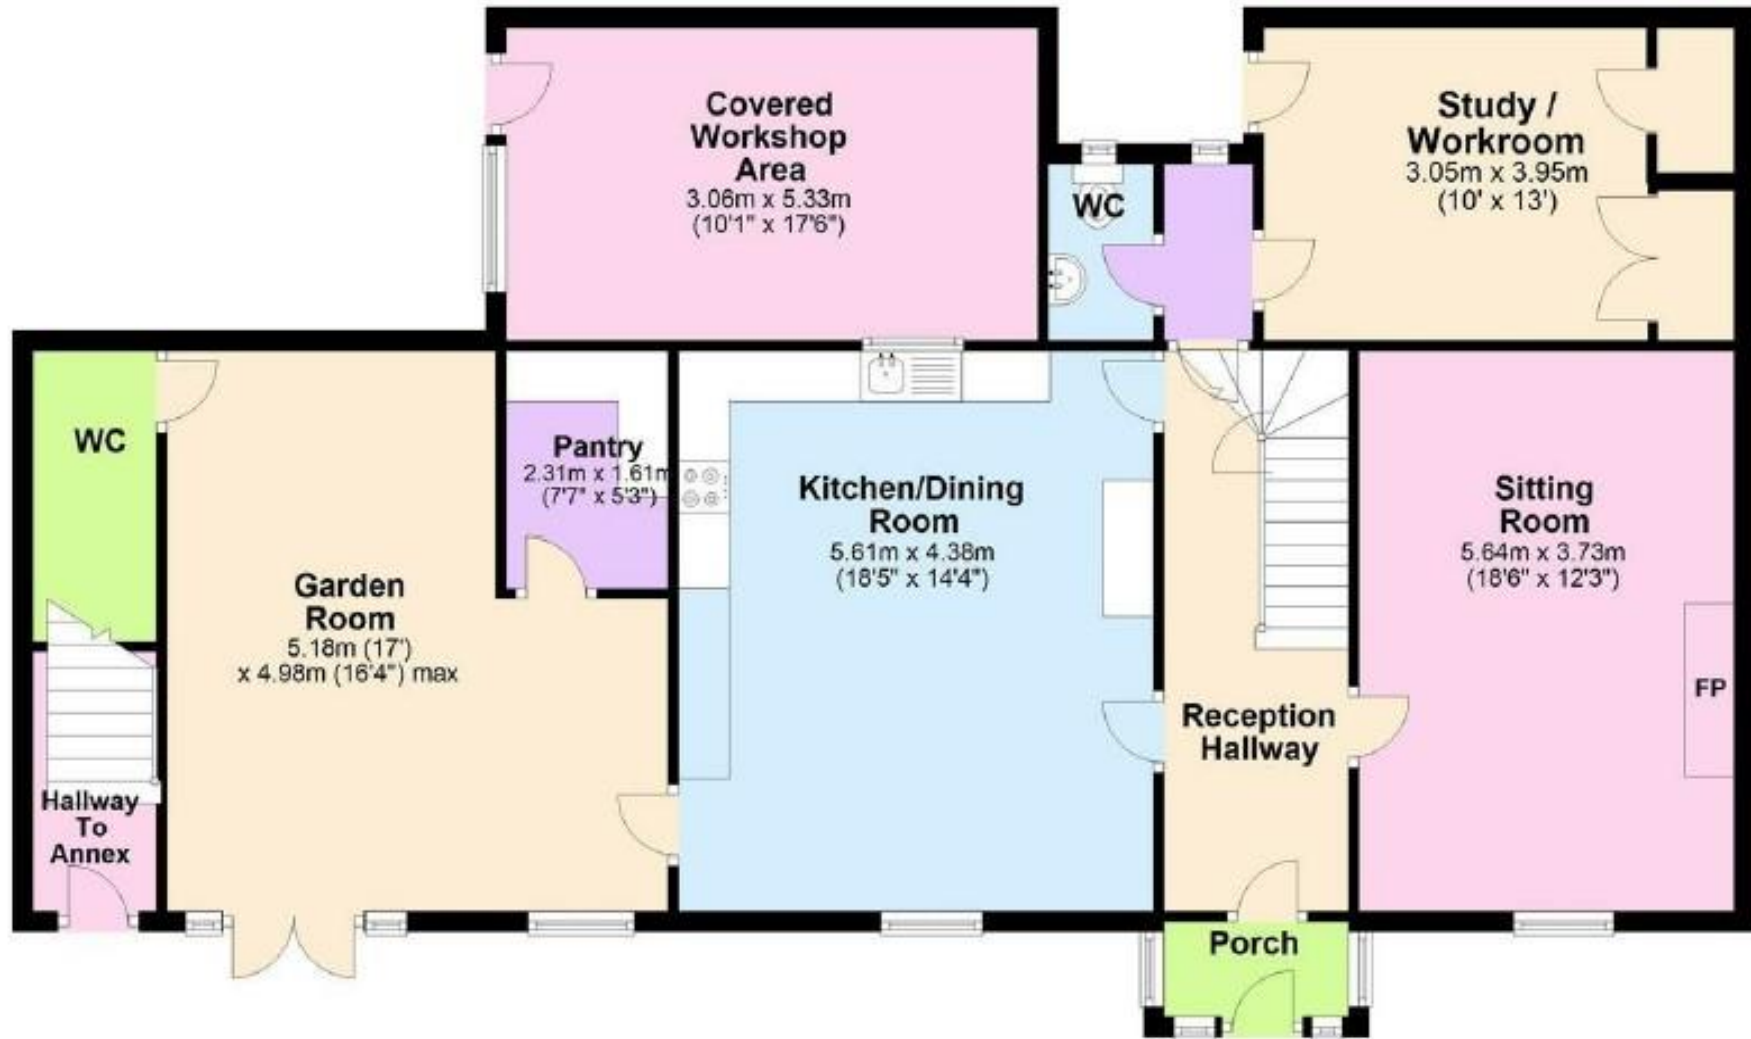 Covered
Workshop
Area
3.06m x 5.33m
(10'1" x 17'6")
WC
Study /
Workroom
3.05m x 3.95m
(10' x 13')
WC
Pantry
2.31m x 1.61m
(7'7" x 5'3")
Kitchen/Dining
Room
5.61m x 4.38m
(18'5" x 14'4")
Sitting
Room
5.64m x 3.73m
(18'6" x 12'3")
Garden
Room
5.18m (17')
x 4.98m (16'4") max
FP
Reception
Hallway
Hallway
To
Annex
Porch